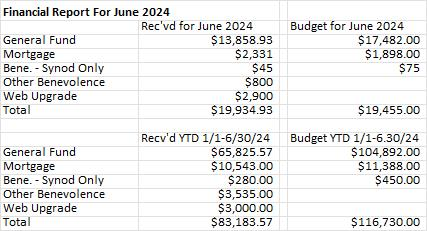 Financial Report For June 2024
Rec'vd for June 2024 Budget for June 2024
General Fund $13,858.93 $17,482.00
Mortgage $2,331 $1,898.00
Bene. - Synod Only $45 $75
Other Benevolence $800
Web Upgrade $2,900
Total $19,934.93 $19,455.00
Recv'd YTD 1/1-6/30/24 Budget YTD 1/1-6.30/24
General Fund $65,825.57 $104,892.00
Mortgage $10,543.00 $11,388.00
Bene. - Synod Only $280.00 $450.00
Other Benevolence $3,535.00
Web Upgrade $3,000.00
Total $83,183.57 $116,730.00